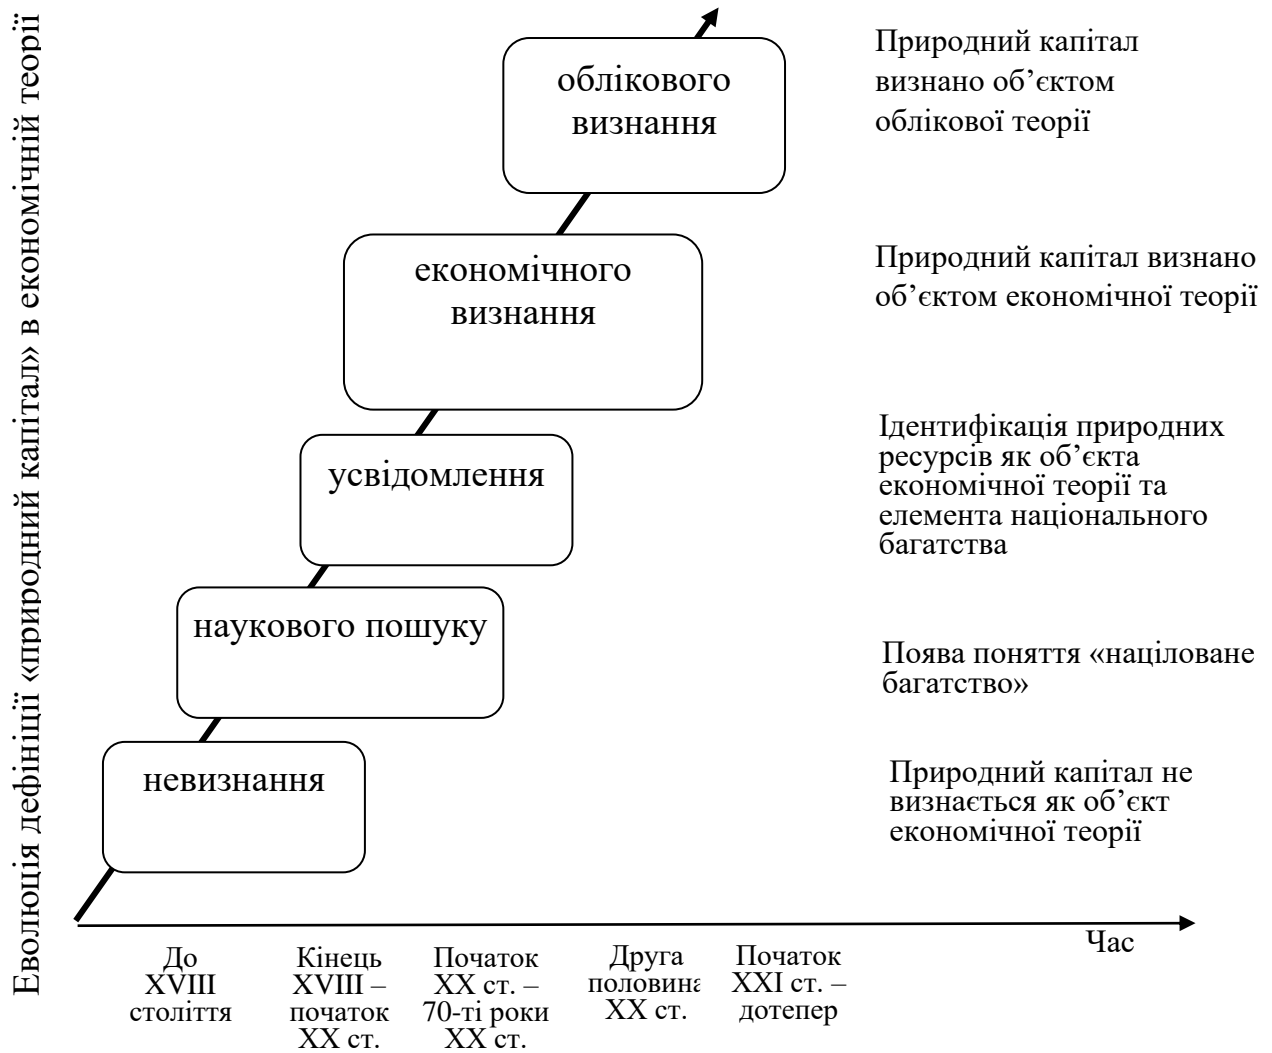 Еволюція дефініції «природний капітал» в економічній теорії
облікового
визнання
Природний капітал
визнано об’єктом
облікової теорії
економічного
визнання
Природний капітал визнано
об’єктом економічної теорії
усвідомлення
Ідентифікація природних
ресурсів як об’єкта
економічної теорії та
елемента національного
багатства
наукового пошуку
Поява поняття «націловане
багатство»
невизнання
Природний капітал не
визнається як об’єкт
економічної теорії
Час
До
XVIII
століття
Кінець
XVIII –
початок
XX ст.
Початок
XX ст. –
70-ті роки
XX ст.
Друга
половина
XX ст.
Початок
XXI ст. –
дотепер